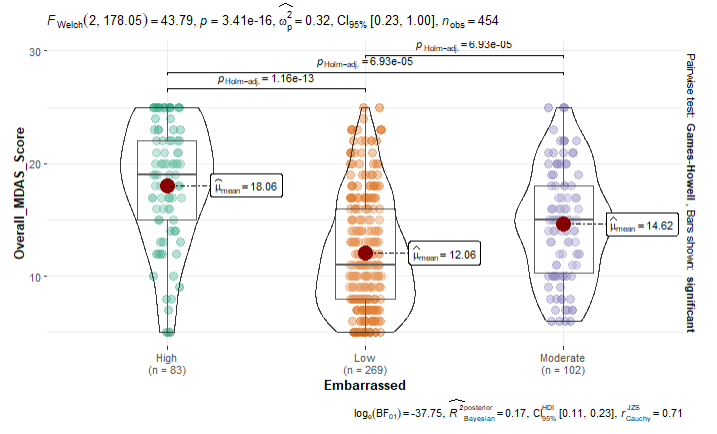 F Welch(2, 178.05) = 43.79, p = 3.41e-16, ω̂²p = 0.32, CI95% [0.23, 1.00], nobs = 454
pHolm−adj. = 6.93e-05
pHolm−adj. = 6.93e-05
pHolm−adj. = 1.16e-13
30
20
10
Overall_MDAS_Score
μ̂mean = 18.06
μ̂mean = 12.06
μ̂mean = 14.62
High
(n = 83)
Low
(n = 269)
Moderate
(n = 102)
Embarrassed
Pairwise test: Games-Howell, Bars shown: significant
loge(BF01) = -37.75, R̂²posterior Bayesian = 0.17, CI HDI 95% [0.11, 0.23], r JZS Cauchy = 0.71